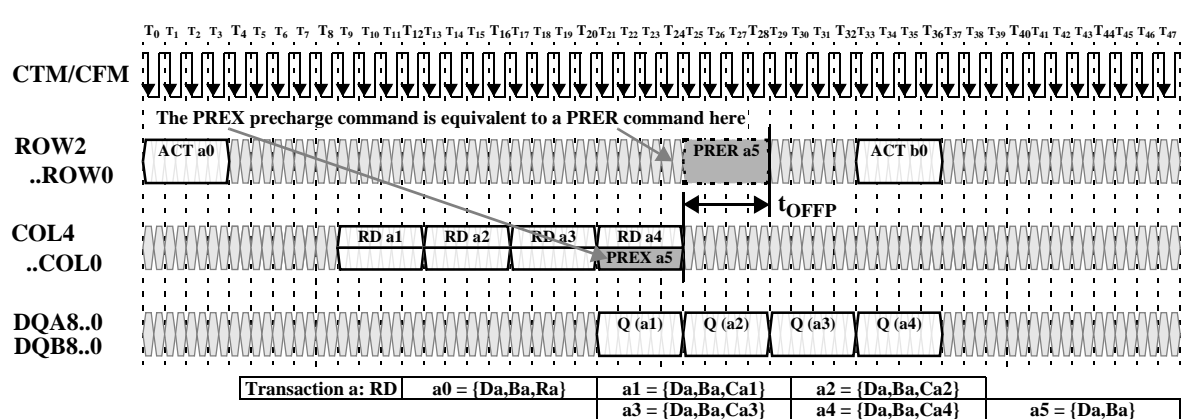 T0 T1 T2 T3 T4 T5 T6 T7 T8 T9 T10 T11 T12 T13 T14 T15 T16 T17 T18 T19 T20 T21 T22 T23 T24 T25 T26 T27 T28 T29 T30 T31 T32 T33 T34 T35 T36 T37 T38 T39 T40 T41 T42 T43 T44 T45 T46 T47
CTM/CFM
The PREX precharge command is equivalent to a PRER command here
ROW2
..ROW0
ACT a0
PRER a5
ACT b0
tOFFP
COL4
..COL0
RD a1
RD a2
RD a3
RD a4
PREX a5
DQA8..0
DQB8..0
Q (a1)
Q (a2)
Q (a3)
Q (a4)
Transaction a: RD
a0 = {Da,Ba,Ra}
a1 = {Da,Ba,Ca1}
a2 = {Da,Ba,Ca2}
a3 = {Da,Ba,Ca3}
a4 = {Da,Ba,Ca4}
a5 = {Da,Ba}